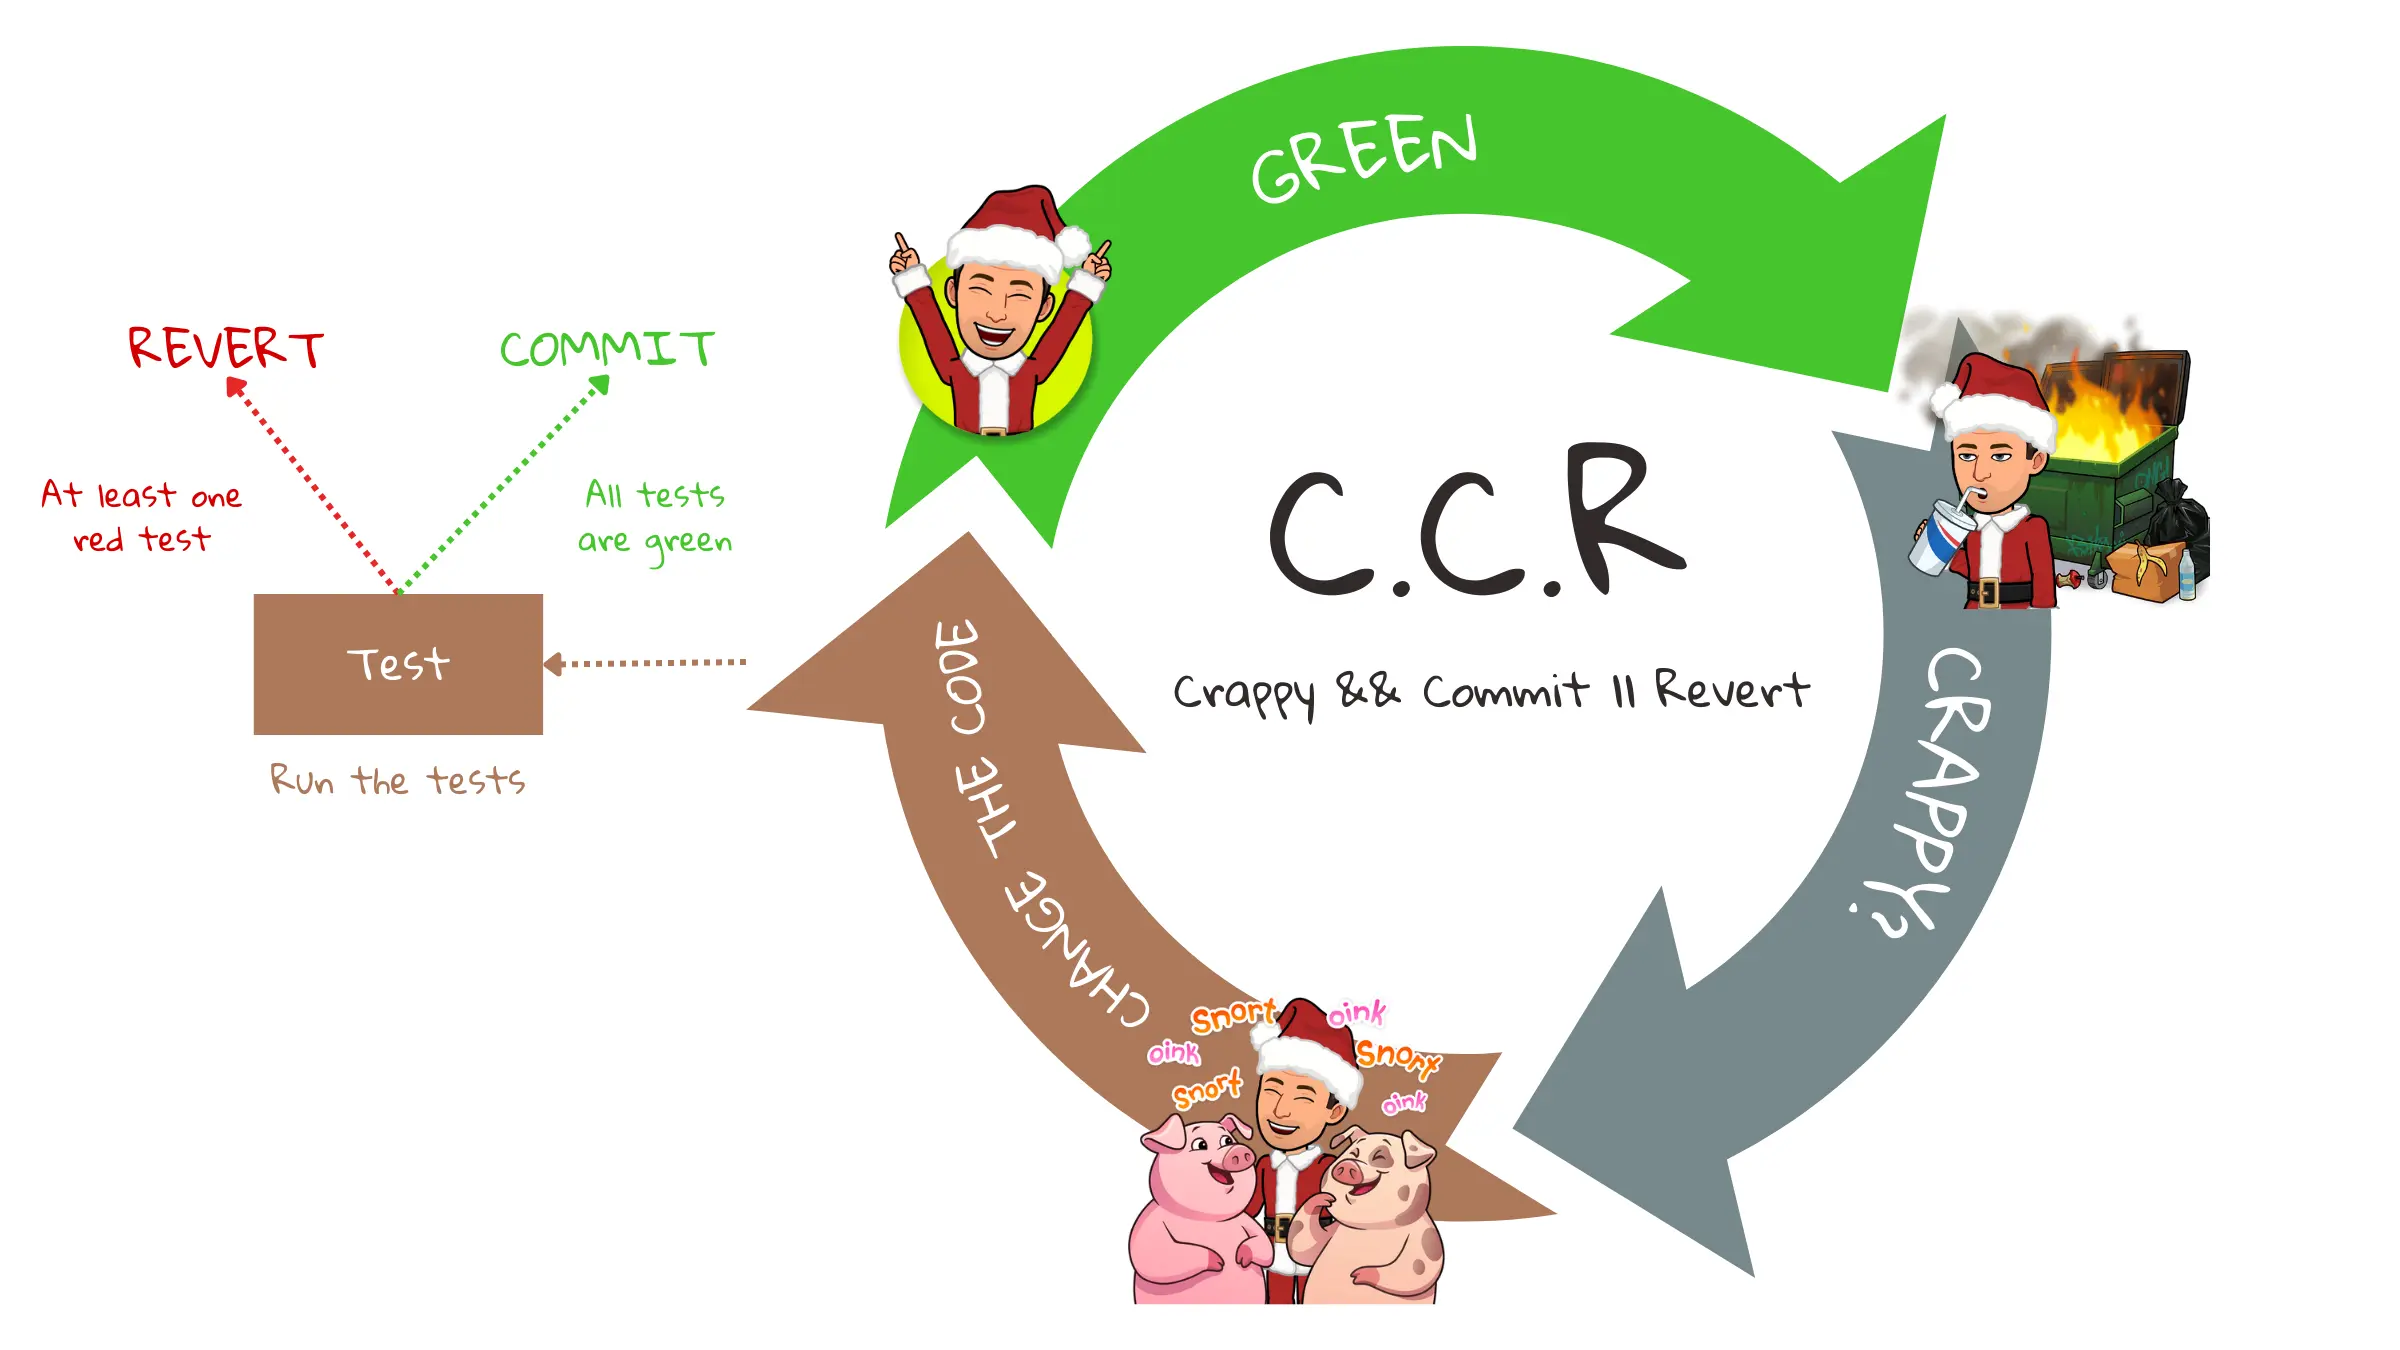 GREEN
REVERT
COMMIT
At least one
red test
All tests
are green
Test
Run the tests
C.C.R
Crappy && Commit || Revert
CRAPPY?
CHANGE THE CODE
Snort
oink
oink
Snorx
Snort
oink